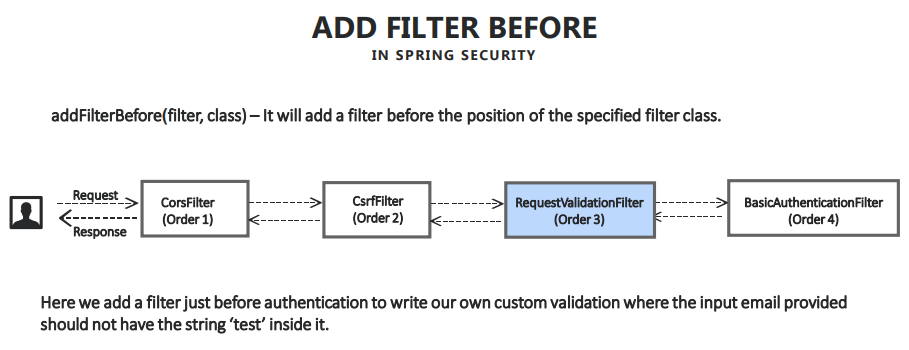 ADD FILTER BEFORE
IN SPRING SECURITY
addFilterBefore(filter, class) – It will add a filter before the position of the specified filter class.
Request
Response
CorsFilter
(Order 1)
CsrfFilter
(Order 2)
RequestValidationFilter
(Order 3)
BasicAuthenticationFilter
(Order 4)
Here we add a filter just before authentication to write our own custom validation where the input email provided
should not have the string ‘test’ inside it.